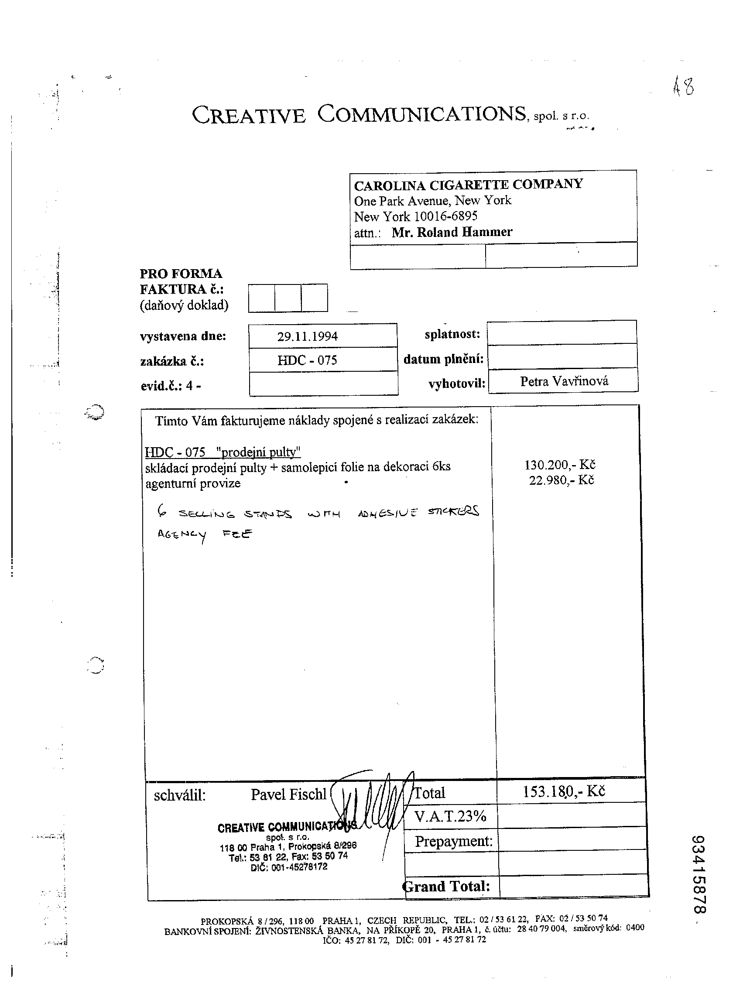 48
CREATIVE COMMUNICATIONS, spol. s r.o.
CAROLINA CIGARETTE COMPANY
One Park Avenue, New York
New York 10016-6895
attn.: Mr. Roland Hammer
PRO FORMA
FAKTURA č.:
(daňový doklad)
vystavena dne: 29.11.1994 splatnost:
zakázka č.: HDC - 075 datum plnění:
evid.č.: 4 - vyhotovil: Petra Vavřinová
Tímto Vám fakturujeme náklady spojené s realizací zakázek:
HDC - 075 "prodejní pulty"
skládací prodejní pulty + samolepicí folie na dekoraci 6ks 130.200,- Kč
agenturní provize 22.980,- Kč
6 SELLING STANDS WITH ADHESIVE STICKERS
AGENCY FEE
schválil: Pavel Fischl Total 153.180,- Kč
V.A.T.23%
CREATIVE COMMUNICATIONS
spol. s r.o.
118 00 Praha 1, Prokopská 8/296
Tel.: 53 61 22, Fax: 53 50 74
DIČ: 001-45278172
Prepayment:
Grand Total:
93415878
PROKOPSKÁ 8 / 296, 118 00 PRAHA 1, CZECH REPUBLIC, TEL.: 02 / 53 61 22, FAX: 02 / 53 50 74
BANKOVNÍ SPOJENÍ: ŽIVNOSTENSKÁ BANKA, NA PŘÍKOPĚ 20, PRAHA 1, č. účtu: 28 40 79 004, směrový kód: 0400
IČO: 45 27 81 72, DIČ: 001 - 45 27 81 72